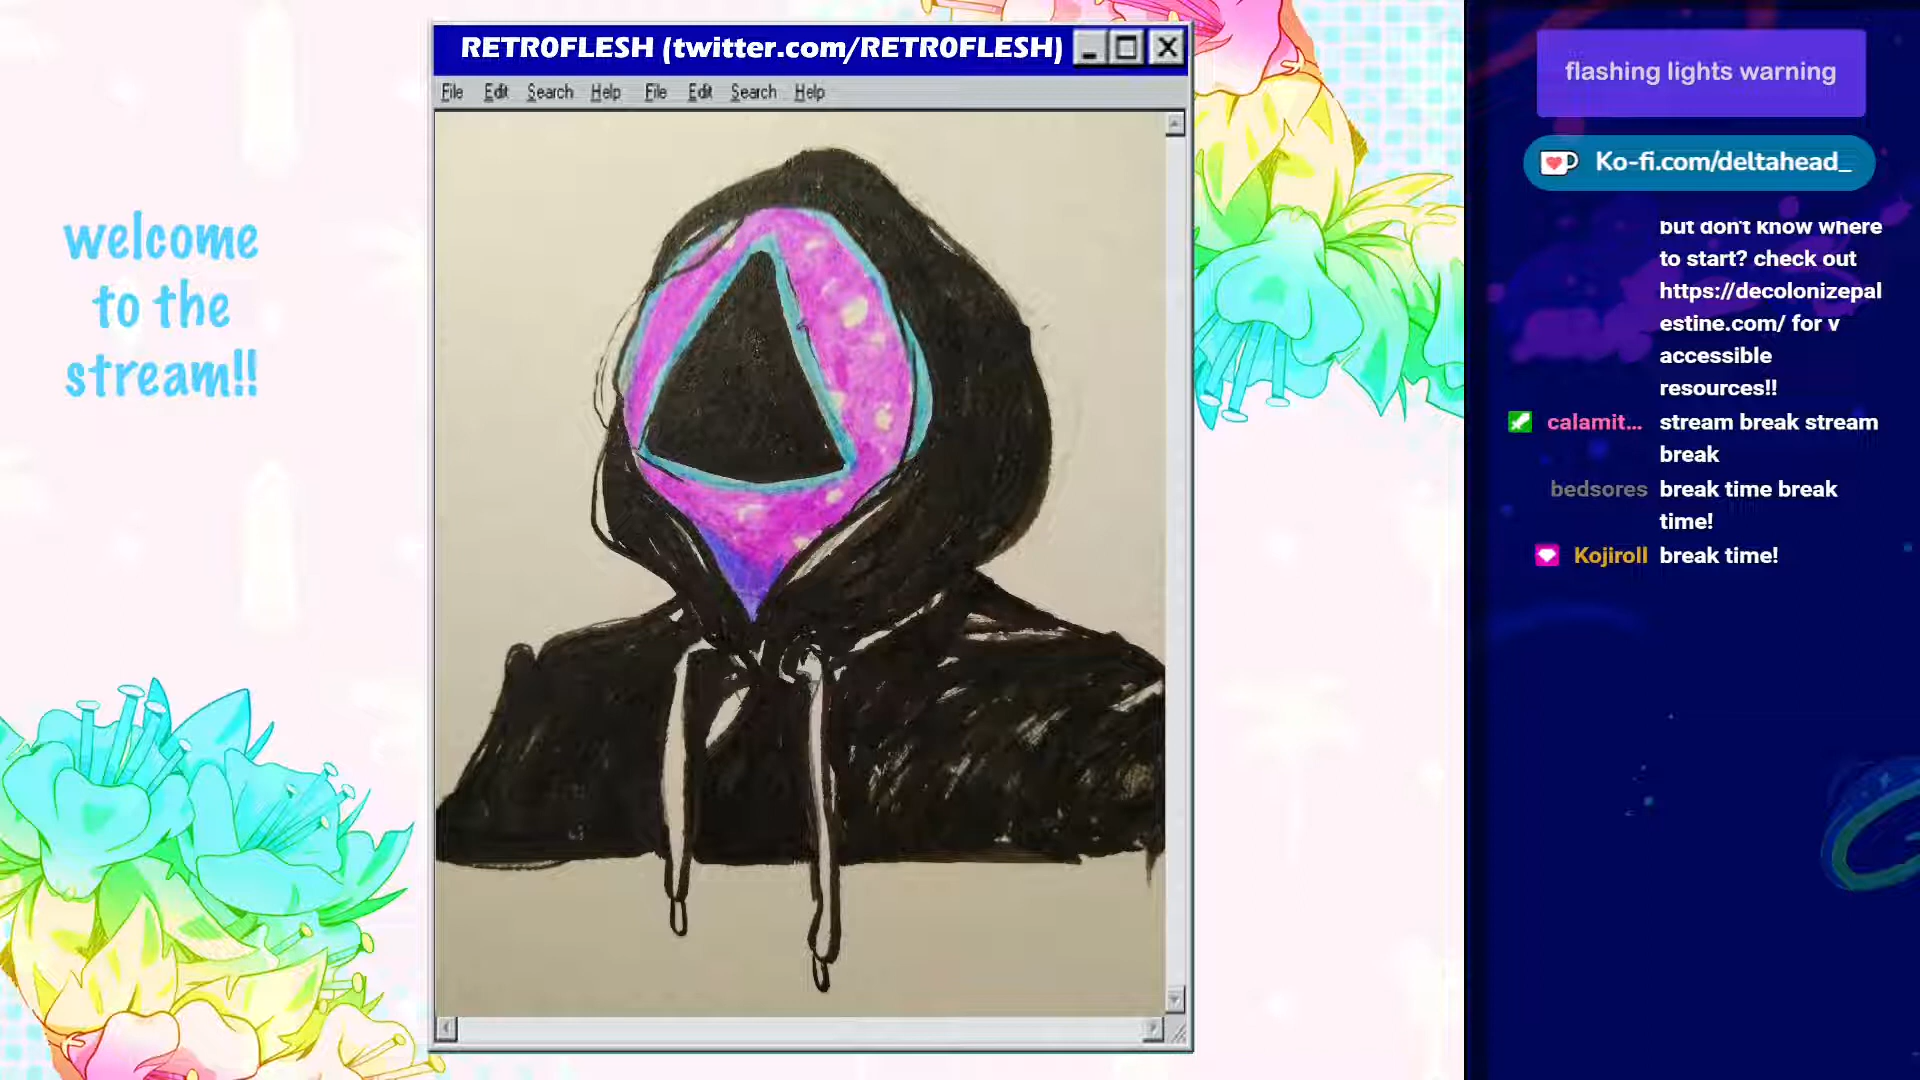 RETR0FLESH (twitter.com/RETR0FLESH)
File Edit Search Help File Edit Search Help
welcome
to the
stream!!
flashing lights warning
Ko-fi.com/deltahead_
but don't know where
to start? check out
https://decolonizepal
estine.com/ for v
accessible
resources!!
calamit... stream break stream
break
bedsores break time break
time!
Kojiroll break time!